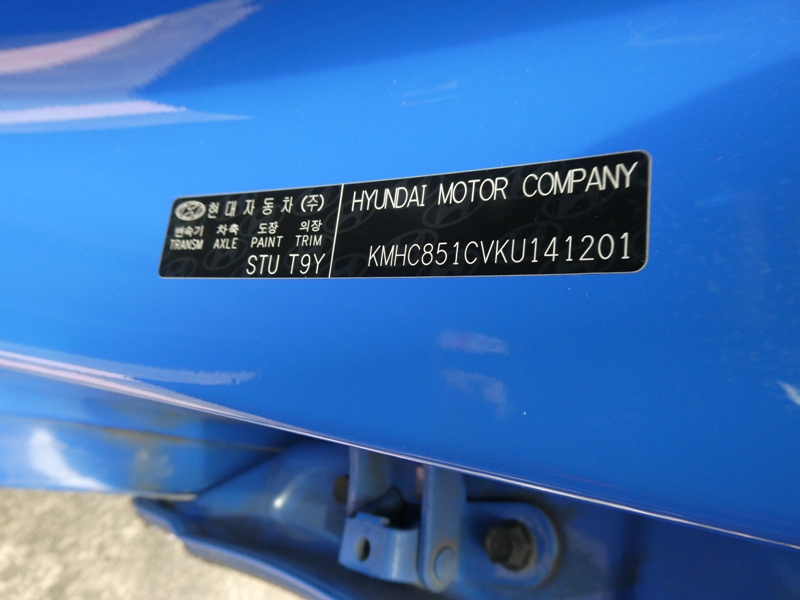 현대자동차(주)
변속기 차축 도장 의장
TRANSM AXLE PAINT TRIM
STU T9Y
HYUNDAI MOTOR COMPANY
KMHC851CVKU141201